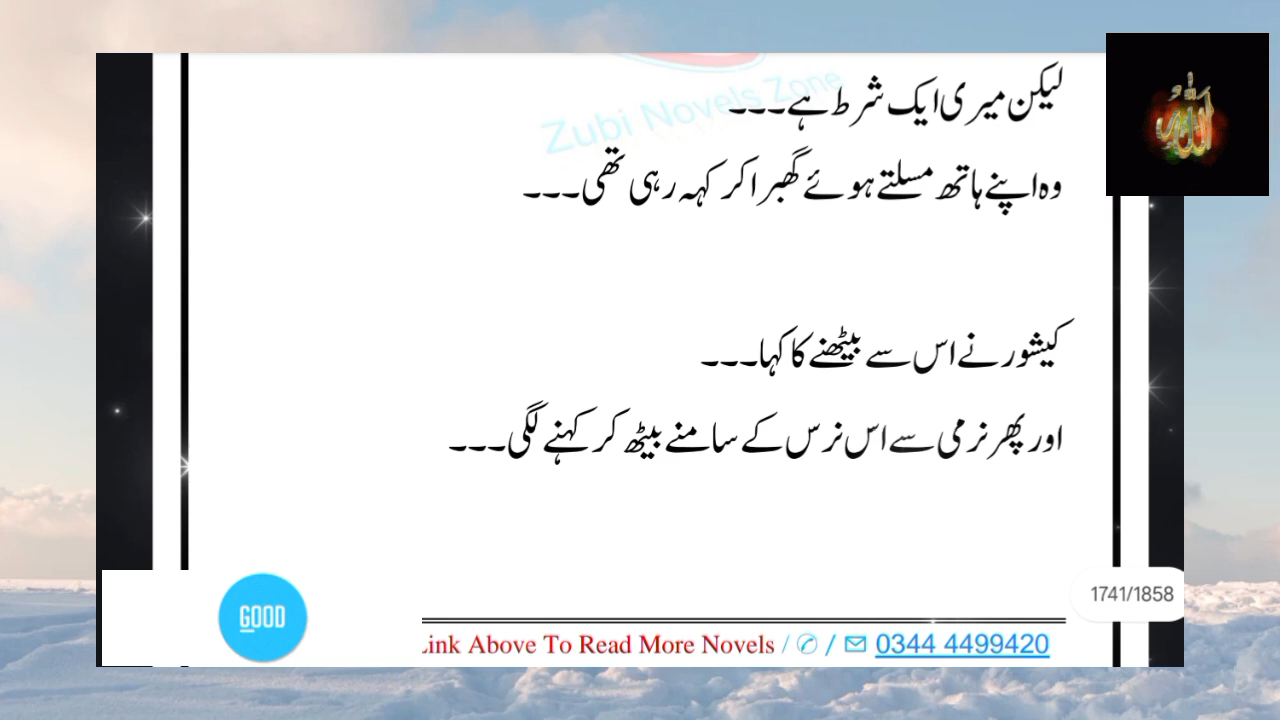 Zubi Novels Zone
لیکن میری ایک شرط ہے۔۔۔
وہ اپنے ہاتھ مسلتے ہوئے گھبرا کر کہہ رہی تھی۔۔۔
کیشور نے اس سے بیٹھنے کا کہا۔۔۔
اور پھر نرمی سے اس نرس کے سامنے بیٹھ کر کہنے لگی۔۔۔
GOOD
1741/1858
Link Above To Read More Novels / / 0344 4499420
الله